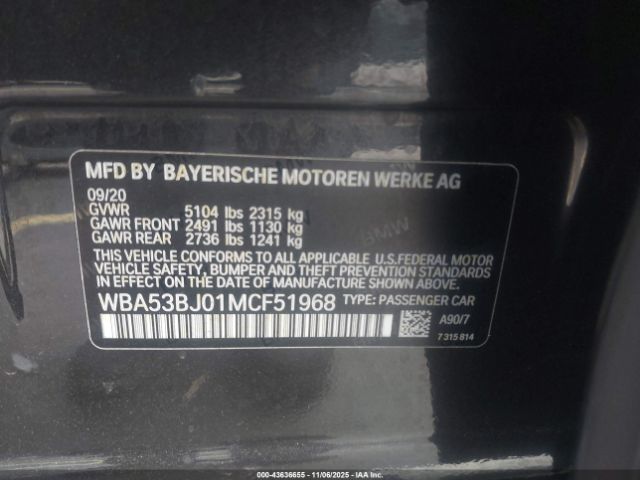 MFD BY BAYERISCHE MOTOREN WERKE AG
09/20
GVWR 5104 lbs 2315 kg
GAWR FRONT 2491 lbs 1130 kg
GAWR REAR 2736 lbs 1241 kg
THIS VEHICLE CONFORMS TO ALL APPLICABLE U.S.FEDERAL MOTOR
VEHICLE SAFETY, BUMPER AND THEFT PREVENTION STANDARDS
IN EFFECT ON THE DATE OF MANUFACTURE SHOWN ABOVE.
WBA53BJ01MCF51968 TYPE: PASSENGER CAR
A90/7
7 315 814
000-43636655 - 11/06/2025 - IAAI.COM